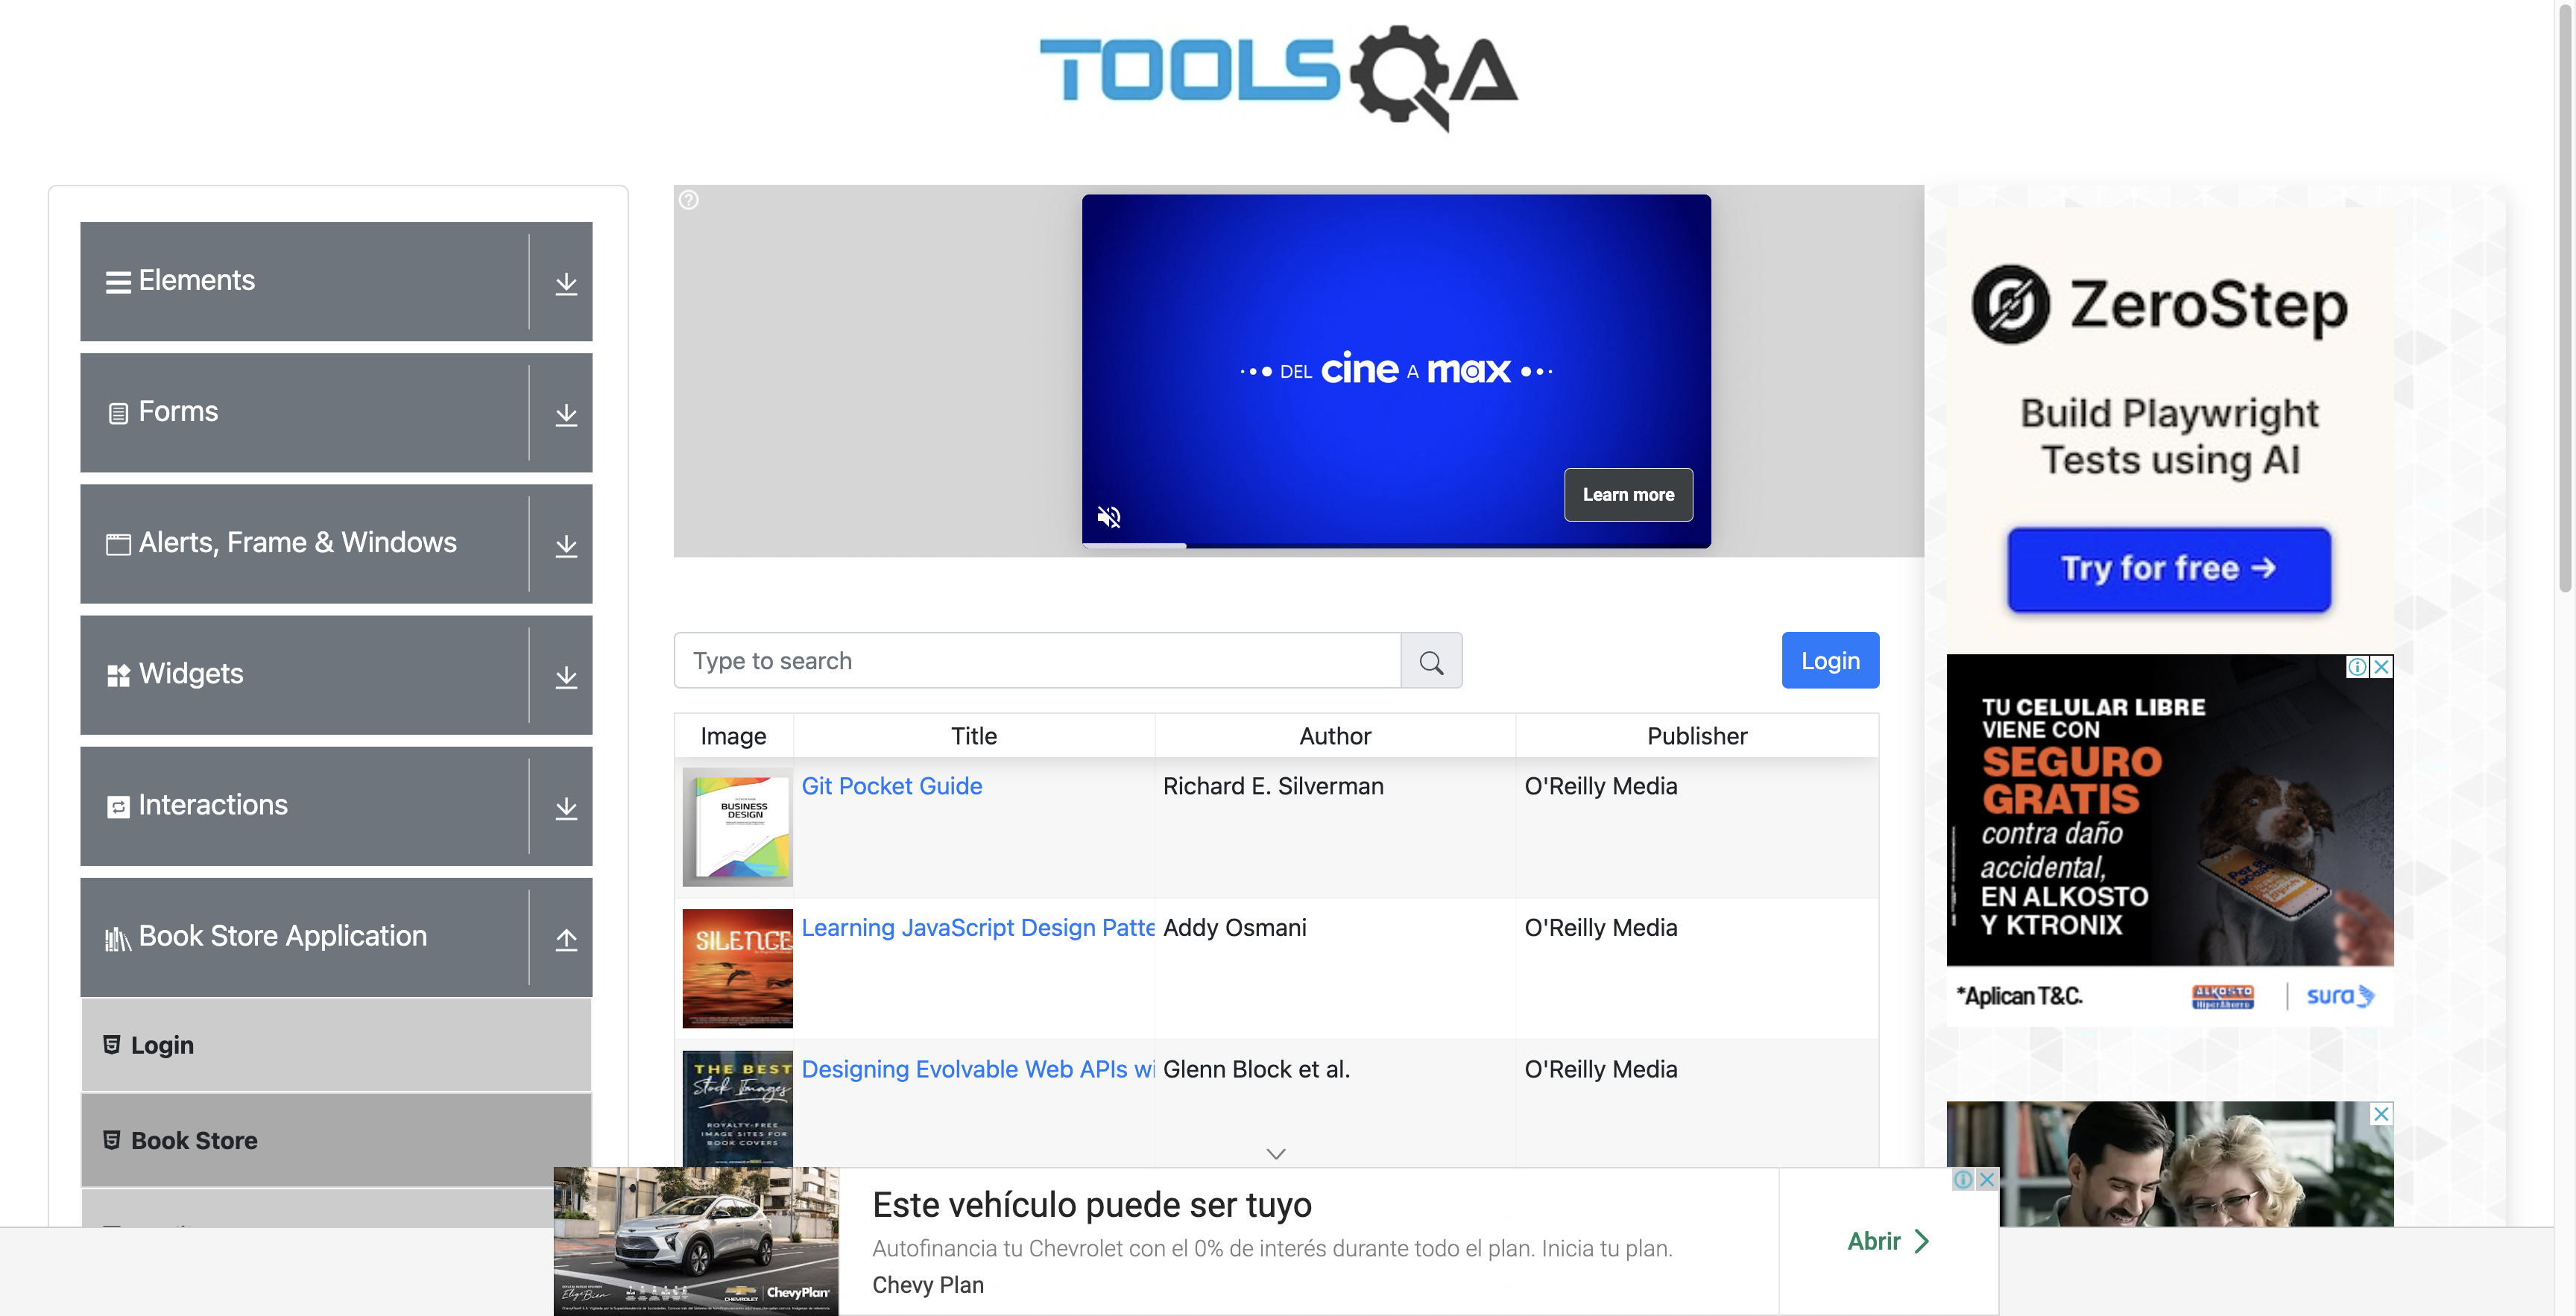 TOOLSQA
Elements
Forms
Alerts, Frame & Windows
Widgets
Interactions
Book Store Application
Login
Book Store
DEL cine A max
Learn more
Type to search
Login
Image Title Author Publisher
BUSINESS
DESIGN
Git Pocket Guide Richard E. Silverman O'Reilly Media
SILENCE
Learning JavaScript Design Patte Addy Osmani O'Reilly Media
THE BEST
Stock Images
ROYALTY-FREE
IMAGE SITES FOR
BOOK COVERS
Designing Evolvable Web APIs wi Glenn Block et al. O'Reilly Media
ZeroStep
Build Playwright
Tests using AI
Try for free →
TU CELULAR LIBRE
VIENE CON
SEGURO
GRATIS
contra daño
accidental,
EN ALKOSTO
Y KTRONIX
*Aplican T&C.
ALKOSTO
HiperAhorro
sura
Este vehículo puede ser tuyo
Autofinancia tu Chevrolet con el 0% de interés durante todo el plan. Inicia tu plan.
Chevy Plan
Abrir
Elige Bien
CHEVROLET
ChevyPlan